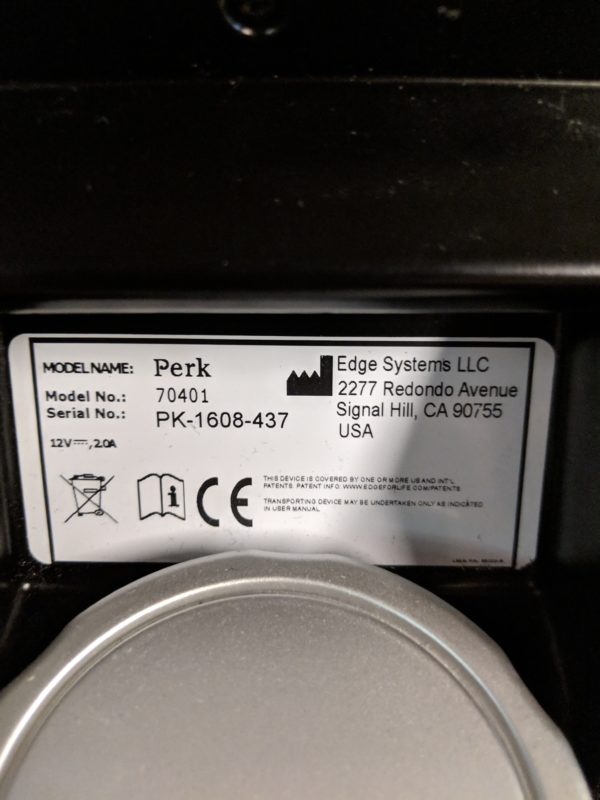 MODEL NAME: Perk
Model No.: 70401
Serial No.: PK-1608-437
12V⎓, 2.0A
Edge Systems LLC
2277 Redondo Avenue
Signal Hill, CA 90755
USA
i
CE
THIS DEVICE IS COVERED BY ONE OR MORE US AND INT'L
PATENTS. PATENT INFO: WWW.EDGEFORLIFE.COM/PATENTS
TRANSPORTING DEVICE MAY BE UNDERTAKEN ONLY AS INDICATED
IN USER MANUAL